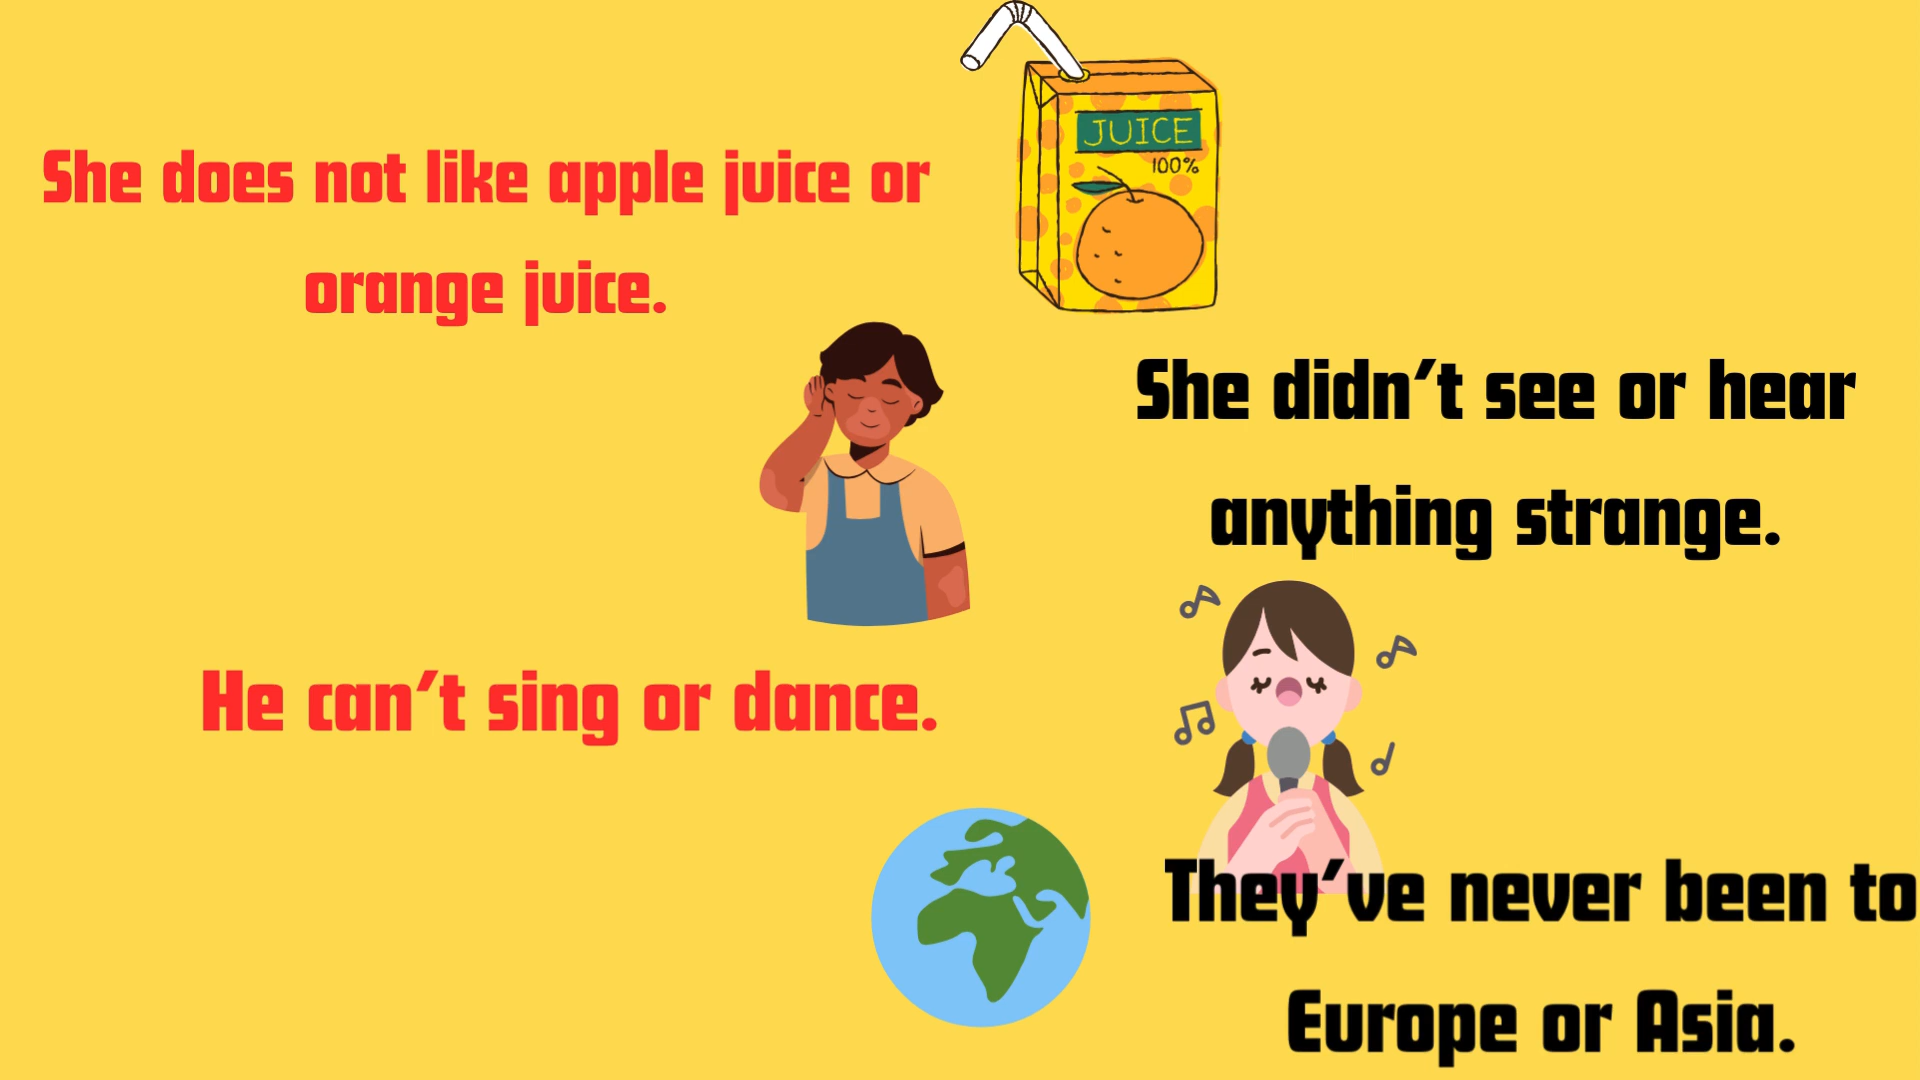 JUICE
100%
She does not like apple juice or
orange juice.
She didn't see or hear
anything strange.
He can't sing or dance.
They've never been to
Europe or Asia.